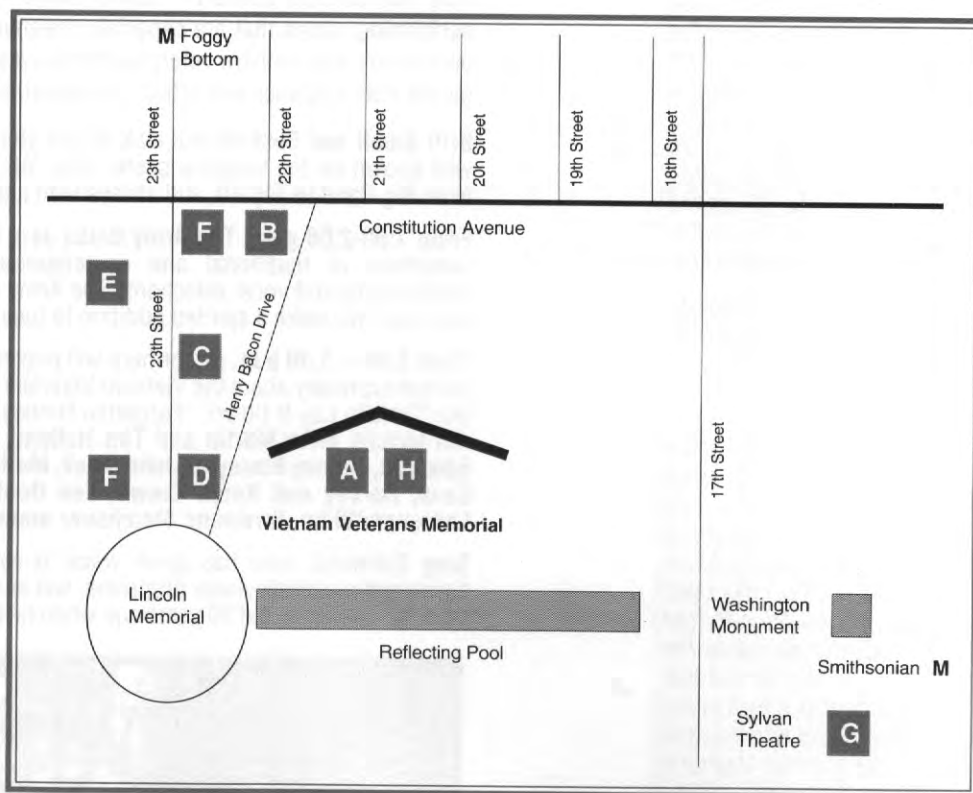 M Foggy
Bottom
23th Street
22th Street
21th Street
20h Street
19th Street
18th Street
Constitution Avenue
F
B
E
23th Street
C
Henry Bacon Drive
17th Street
F
D
A
H
Vietnam Veterans Memorial
Lincoln
Memorial
Reflecting Pool
Washington
Monument
Smithsonian M
Sylvan
Theatre
G